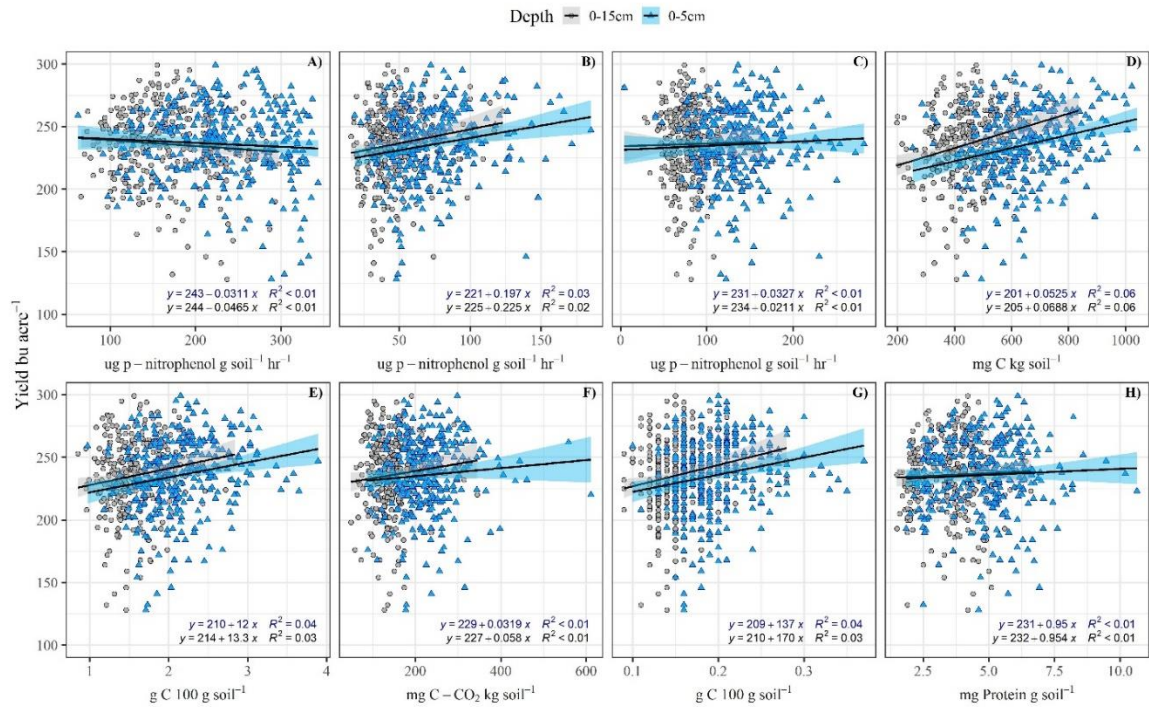 Depth 0-15cm 0-5cm
A) B) C) D)
300
250
200
150
100
y = 243 − 0.0311 x R² < 0.01
y = 244 − 0.0465 x R² < 0.01
y = 221 + 0.197 x R² = 0.03
y = 225 + 0.225 x R² = 0.02
y = 231 − 0.0327 x R² < 0.01
y = 234 − 0.0211 x R² < 0.01
y = 201 + 0.0525 x R² = 0.06
y = 205 + 0.0688 x R² = 0.06
100 200 300
50 100 150
0 100 200
200 400 600 800 1000
ug p − nitrophenol g soil⁻¹ hr⁻¹
ug p − nitrophenol g soil⁻¹ hr⁻¹
ug p − nitrophenol g soil⁻¹ hr⁻¹
mg C kg soil⁻¹
Yield bu acre⁻¹
E) F) G) H)
300
250
200
150
100
y = 210 + 12 x R² = 0.04
y = 214 + 13.3 x R² = 0.03
y = 229 + 0.0319 x R² < 0.01
y = 227 + 0.058 x R² < 0.01
y = 209 + 137 x R² = 0.04
y = 210 + 170 x R² = 0.03
y = 231 + 0.95 x R² < 0.01
y = 232 − 0.954 x R² < 0.01
1 2 3 4
200 400 600
0.1 0.2 0.3
2.5 5.0 7.5 10.0
g C 100 g soil⁻¹
mg C − CO₂ kg soil⁻¹
g C 100 g soil⁻¹
mg Protein g soil⁻¹